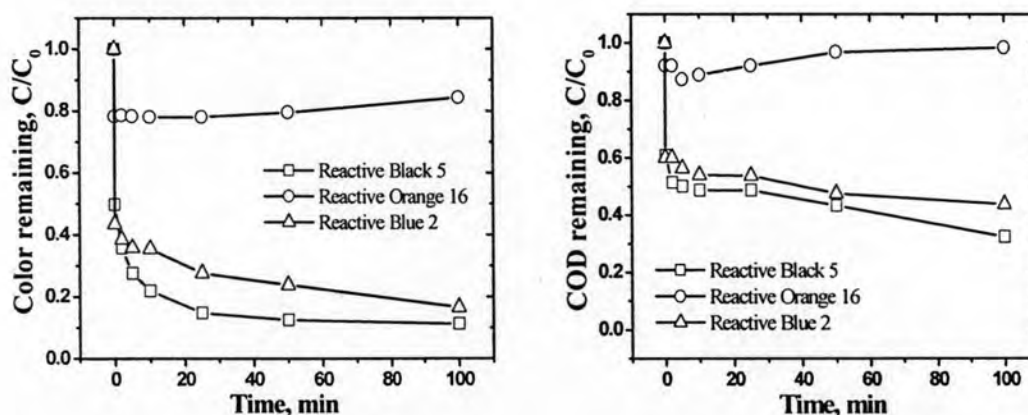 Color remaining, C/C₀
1.0
0.8
0.6
0.4
0.2
0.0
Reactive Black 5
Reactive Orange 16
Reactive Blue 2
0 20 40 60 80 100
Time, min
COD remaining, C/C₀
1.0
0.8
0.6
0.4
0.2
0.0
Reactive Black 5
Reactive Orange 16
Reactive Blue 2
0 20 40 60 80 100
Time, min